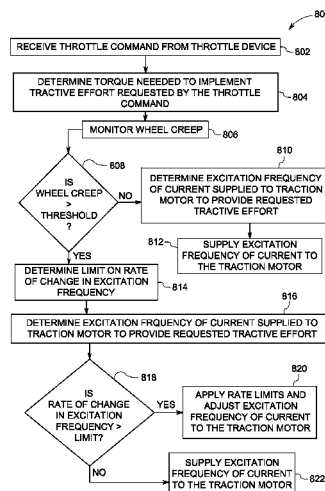 800
RECEIVE THROTTLE COMMAND FROM THROTTLE DEVICE
802
DETERMINE TORQUE NEEEDED TO IMPLEMENT
TRACTIVE EFFORT REQUESTED BY THE THROTTLE
COMMAND
804
MONITOR WHEEL CREEP
806
808
IS
WHEEL CREEP
>
THRESHOLD
?
NO
810
DETERMINE EXCITATION FREQUENCY
OF CURRENT SUPPLIED TO TRACTION
MOTOR TO PROVIDE REQUESTED
TRACTIVE EFFORT
812
SUPPLY EXCITATION
FREQUENCY OF CURRENT TO
THE TRACTION MOTOR
YES
DETERMINE LIMIT ON RATE
OF CHANGE IN EXCITATION
FREQUENCY
814
816
DETERMINE EXCITATION FRQUENCY OF CURRENT SUPPLIED TO
TRACTION MOTOR TO PROVIDE REQUESTED TRACTIVE EFFORT
818
IS
RATE OF CHANGE
IN EXCITATION
FREQUENCY >
LIMIT?
YES
820
APPLY RATE LIMITS AND
ADJUST EXCITATION
FREQUENCY OF CURRENT
TO THE TRACTION MOTOR
NO
SUPPLY EXCITATION
FREQUENCY OF CURRENT
TO THE TRACTION MOTOR
822